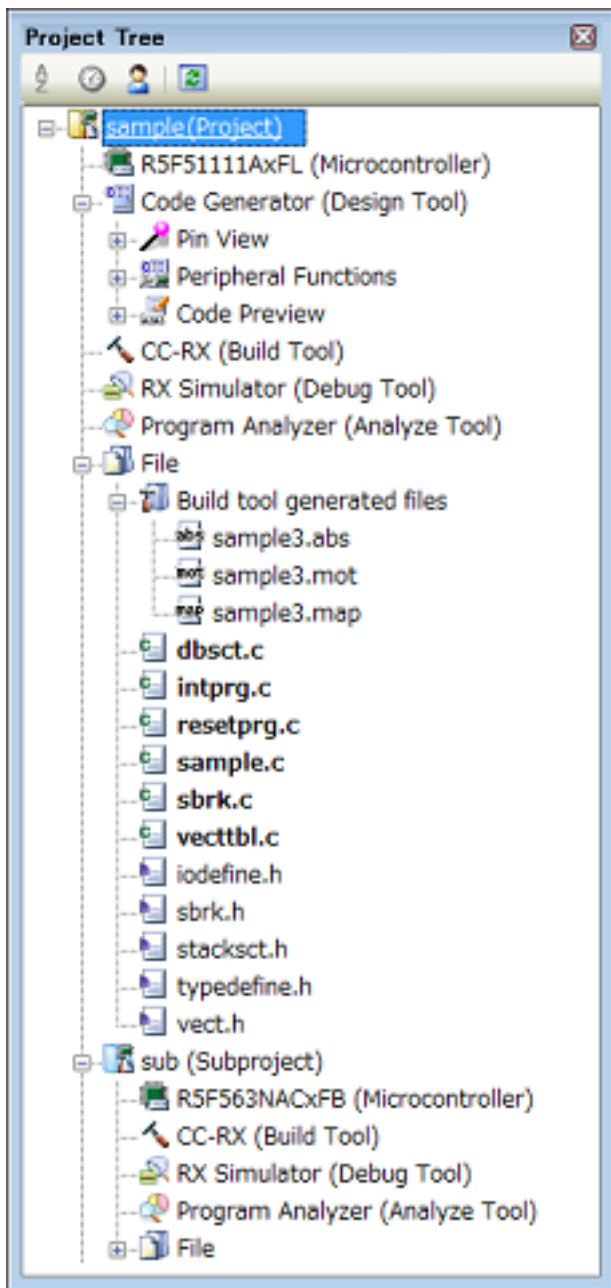 Project Tree
sample(Project)
R5F51111AxFL (Microcontroller)
Code Generator (Design Tool)
Pin View
Peripheral Functions
Code Preview
CC-RX (Build Tool)
RX Simulator (Debug Tool)
Program Analyzer (Analyze Tool)
File
Build tool generated files
abs sample3.abs
mot sample3.mot
map sample3.map
dbsct.c
intprg.c
resetprg.c
sample.c
sbrk.c
vecttbl.c
iodefine.h
sbrk.h
stacksct.h
typedefine.h
vect.h
sub (Subproject)
R5F563NACxFB (Microcontroller)
CC-RX (Build Tool)
RX Simulator (Debug Tool)
Program Analyzer (Analyze Tool)
File